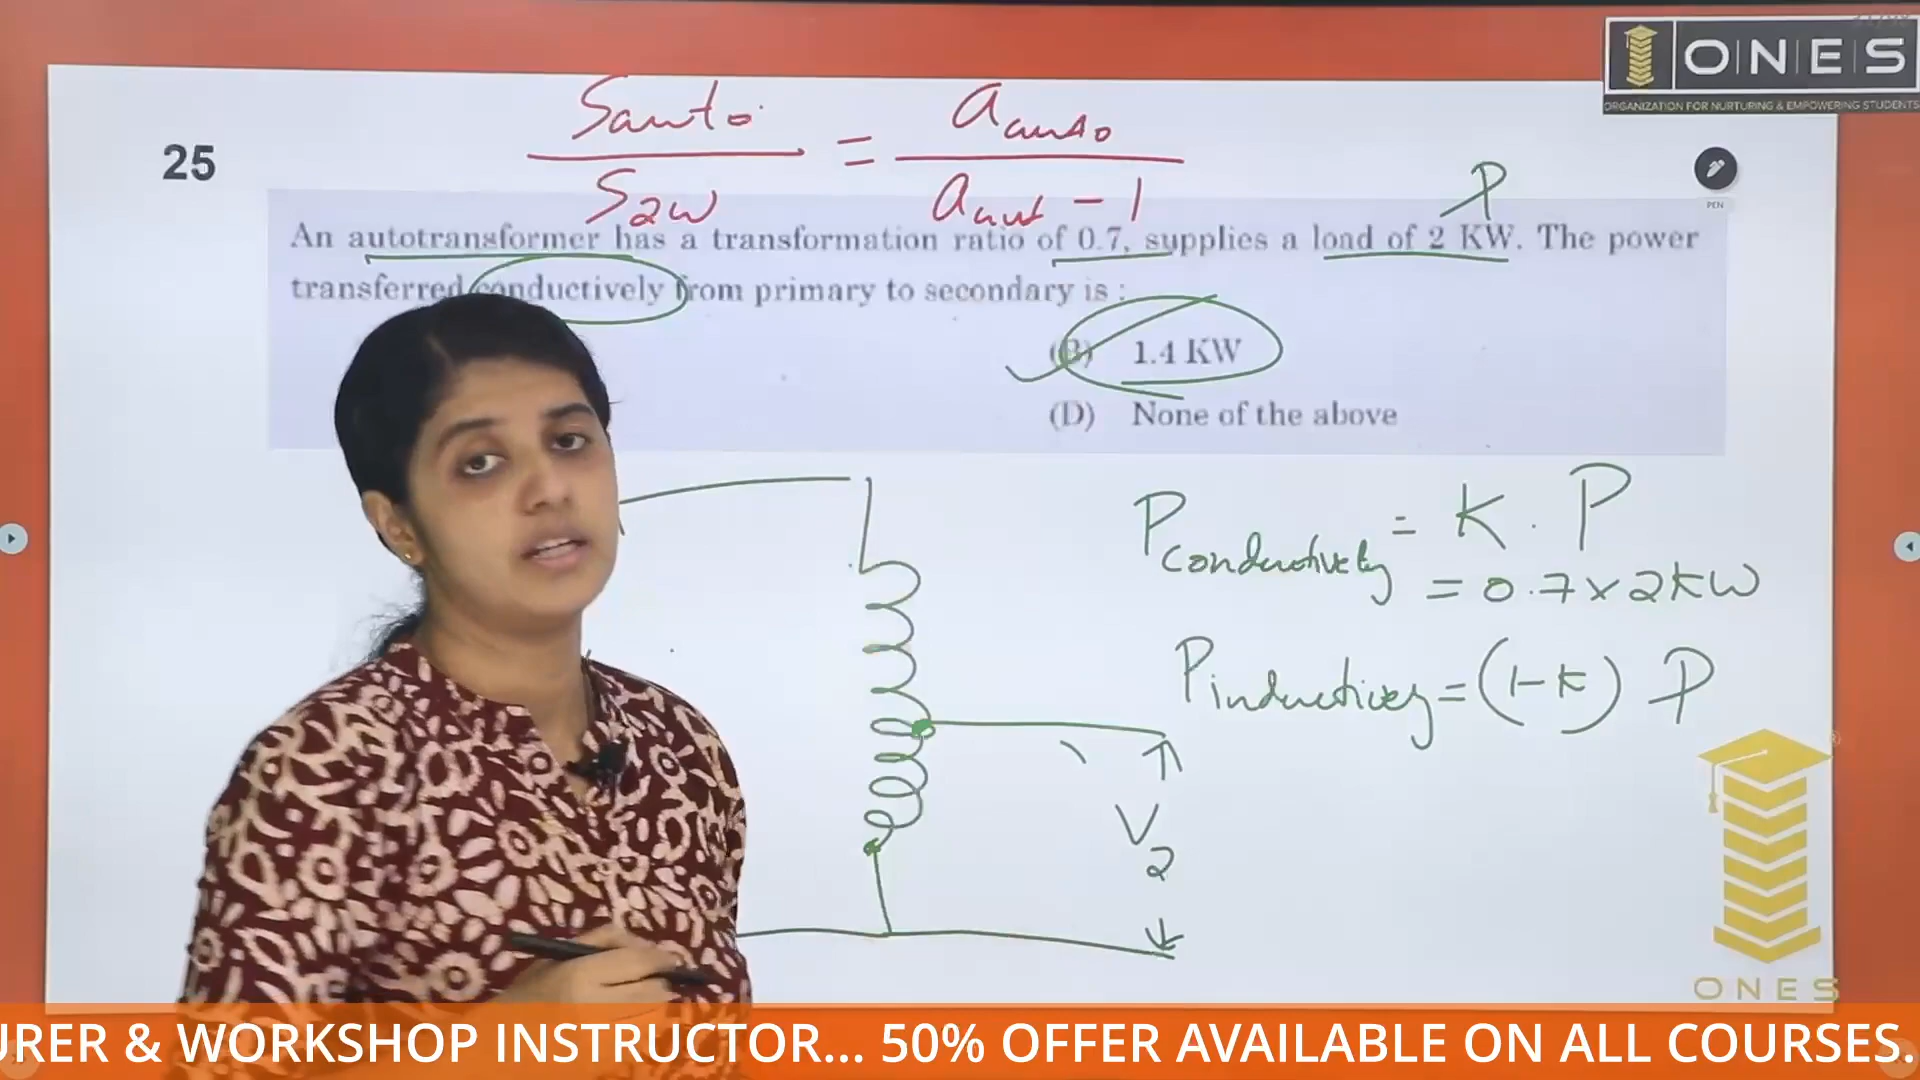 ONES
ORGANIZATION FOR NURTURING & EMPOWERING STUDENTS
25
Sauto = aauto
S2w aaut - 1
P
PEN
An autotransformer has a transformation ratio of 0.7, supplies a load of 2 KW. The power
transferred conductively from primary to secondary is :
(B) 1.4 KW
(D) None of the above
Pconductively = K . P
= 0.7 x 2kW
Pinductively = (1-K) P
V2
ONES
URER & WORKSHOP INSTRUCTOR... 50% OFFER AVAILABLE ON ALL COURSES.